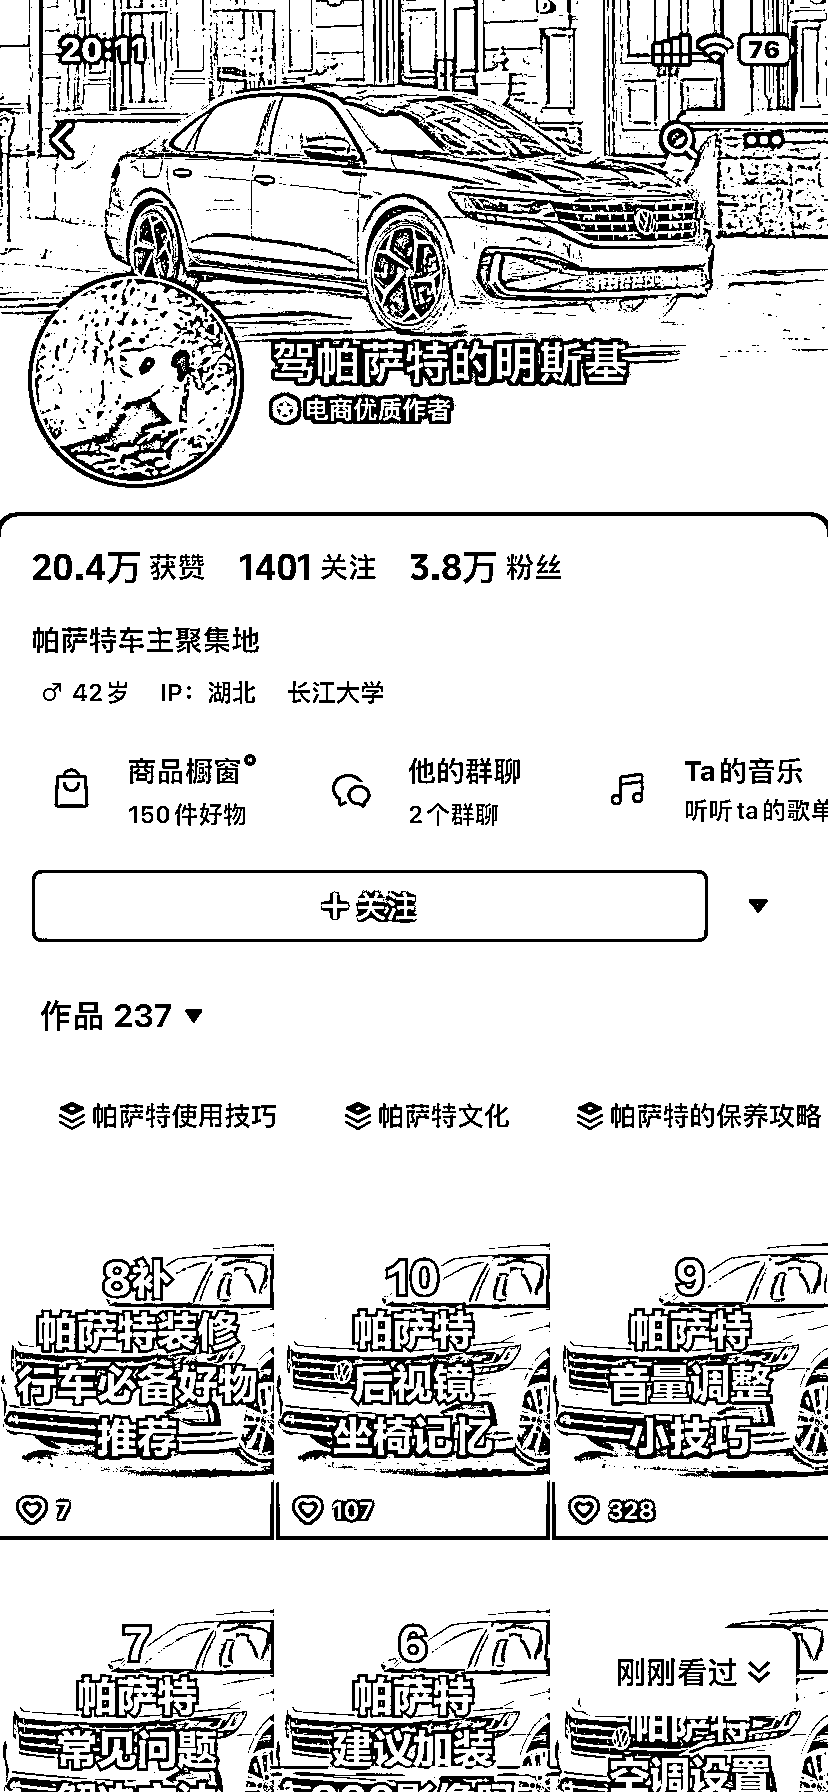 20:11
76
驾帕萨特的明斯基
电商优质作者
20.4万 获赞 1401 关注 3.8万 粉丝
帕萨特车主聚集地
♂ 42岁 IP：湖北 长江大学
商品橱窗 他的群聊 Ta的音乐
150件好物 2个群聊 听听ta的歌单
关注
作品 237
帕萨特使用技巧 帕萨特文化 帕萨特的保养攻略
8补
帕萨特装修
行车必备好物
推荐
7
10
帕萨特
后视镜
坐椅记忆
107
9
帕萨特
音量调整
小技巧
328
7
帕萨特
常见问题
6
帕萨特
建议加装
刚刚看过
帕萨特
空调设置